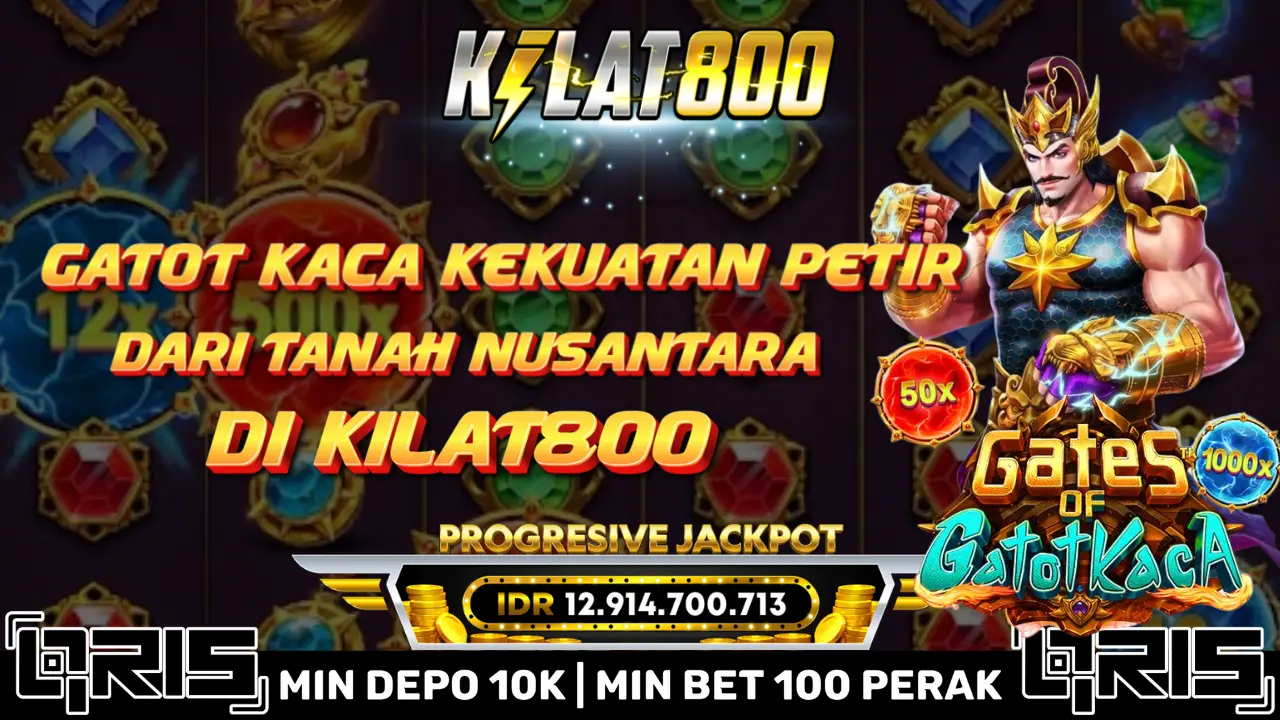 KILAT800
GATOT KACA KEKUATAN PETIR
DARI TANAH NUSANTARA
DI KILAT800
12x
500x
50x
1000x
GATES
OF
GATOTKACA
PROGRESIVE JACKPOT
IDR 12.914.700.713
QRIS
MIN DEPO 10K | MIN BET 100 PERAK
QRIS